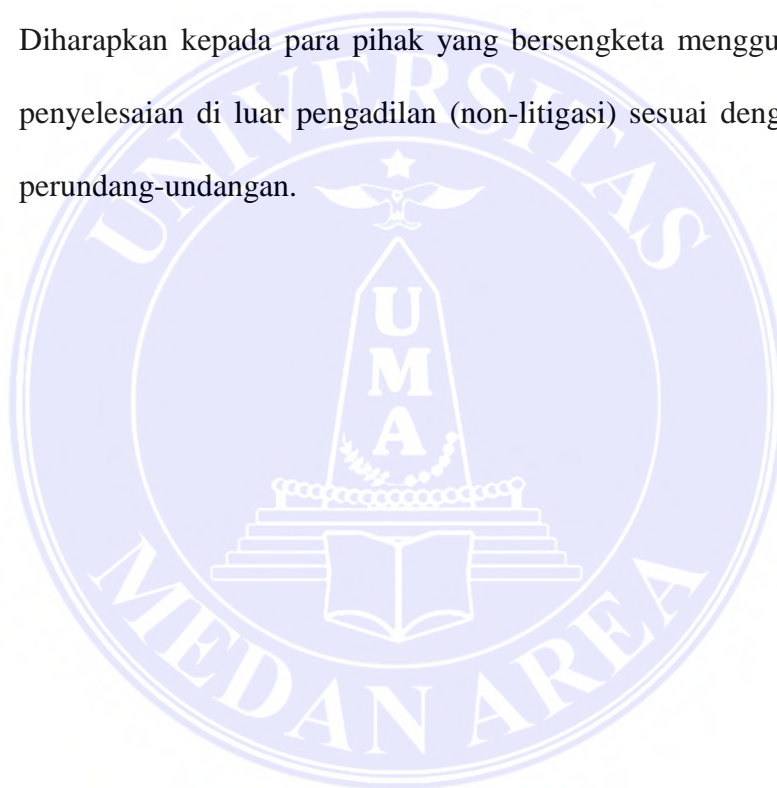 Diharapkan kepada para pihak yang bersengketa menggu
penyelesaian di luar pengadilan (non-litigasi) sesuai deng
perundang-undangan.
UNIVERSITAS
UMA
MEDAN AREA